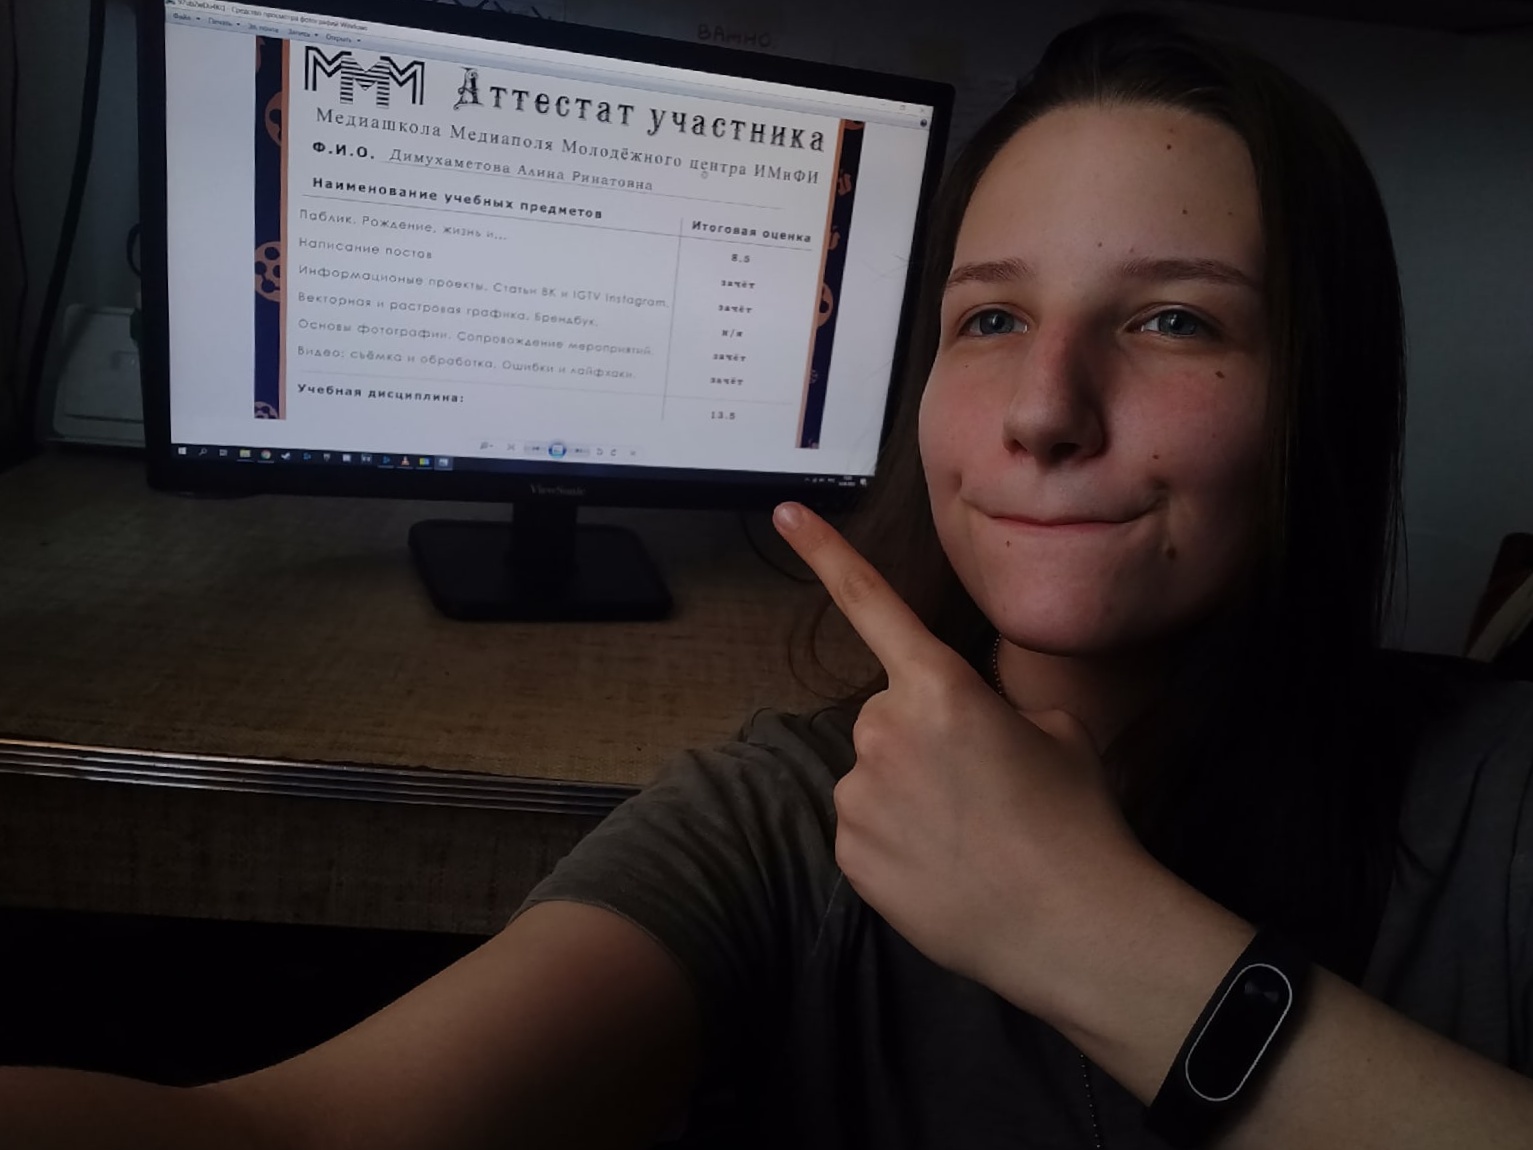 Средство просмотра фотографий Windows
Файл Печать Эл. почта Запись Открыть
ВАЖНО
МММ Аттестат участника
Медиашкола Медиаполя Молодёжного центра ИМиФИ
Ф.И.О. Димухаметова Алина Ринатовна
Наименование учебных предметов Итоговая оценка
Паблик. Рождение, жизнь и... 8.5
Написание постов зачёт
Информационые проекты. Статьи ВК и IGTV Instagram. зачёт
Векторная и растровая графика. Брендбук. н/я
Основы фотографии. Сопровождение мероприятий. зачёт
Видео: съёмка и обработка. Ошибки и лайфхаки. зачёт
Учебная дисциплина: 13.5
ViewSonic